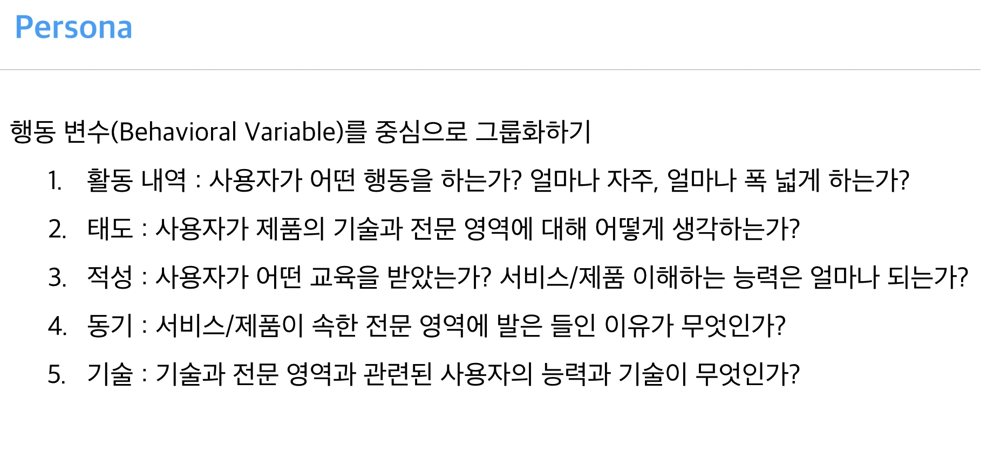 Persona
행동 변수(Behavioral Variable)를 중심으로 그룹화하기
1. 활동 내역 : 사용자가 어떤 행동을 하는가? 얼마나 자주, 얼마나 폭 넓게 하는가?
2. 태도 : 사용자가 제품의 기술과 전문 영역에 대해 어떻게 생각하는가?
3. 적성 : 사용자가 어떤 교육을 받았는가? 서비스/제품 이해하는 능력은 얼마나 되는가?
4. 동기 : 서비스/제품이 속한 전문 영역에 발은 들인 이유가 무엇인가?
5. 기술 : 기술과 전문 영역과 관련된 사용자의 능력과 기술이 무엇인가?